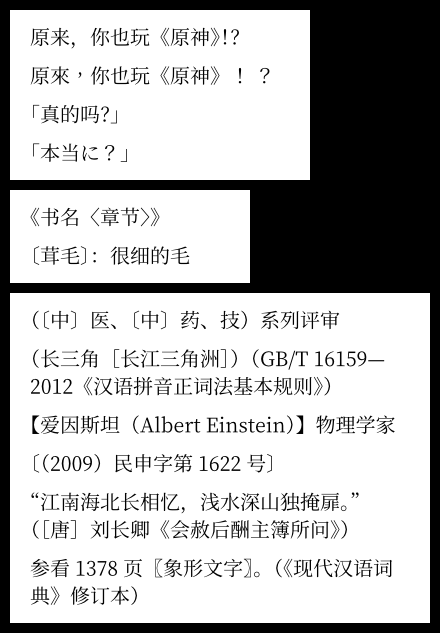 原来，你也玩《原神》!?
原來，你也玩《原神》！？
「真的吗?」
「本当に？」
《书名〈章节〉》
〔茸毛〕：很细的毛
（〔中〕医、〔中〕药、技）系列评审
（长三角［长江三角洲］）（GB/T 16159—
2012《汉语拼音正词法基本规则》）
【爱因斯坦（Albert Einstein）】物理学家
〔（2009）民申字第 1622 号〕
“江南海北长相忆，浅水深山独掩扉。”
（［唐］刘长卿《会赦后酬主簿所问》）
参看 1378 页〖象形文字〗。（《现代汉语词
典》修订本）